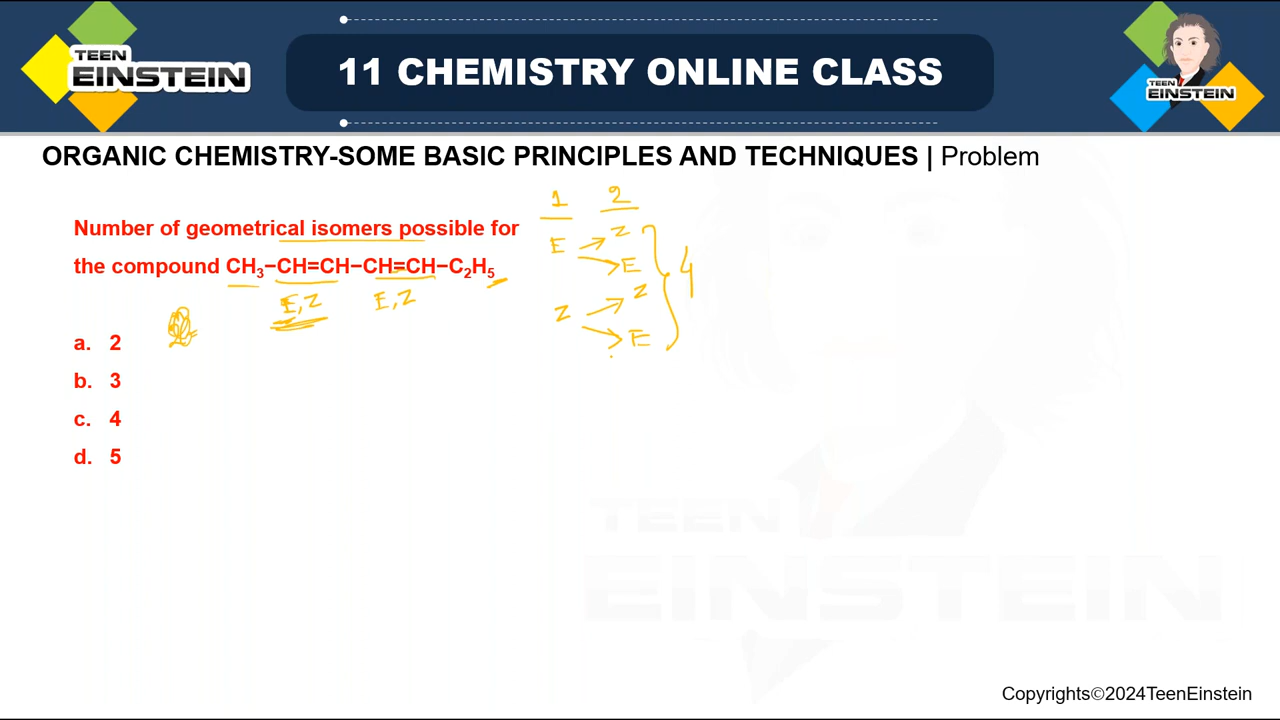 TEEN
EINSTEIN
11 CHEMISTRY ONLINE CLASS
TEEN
EINSTEIN
ORGANIC CHEMISTRY-SOME BASIC PRINCIPLES AND TECHNIQUES | Problem
Number of geometrical isomers possible for
the compound CH₃−CH=CH−CH=CH−C₂H₅
E,Z E,Z
a. 2
b. 3
c. 4
d. 5
1 2
E → Z
→ E
Z → Z
→ E
4
TEEN
EINSTEIN
Copyrights©2024TeenEinstein